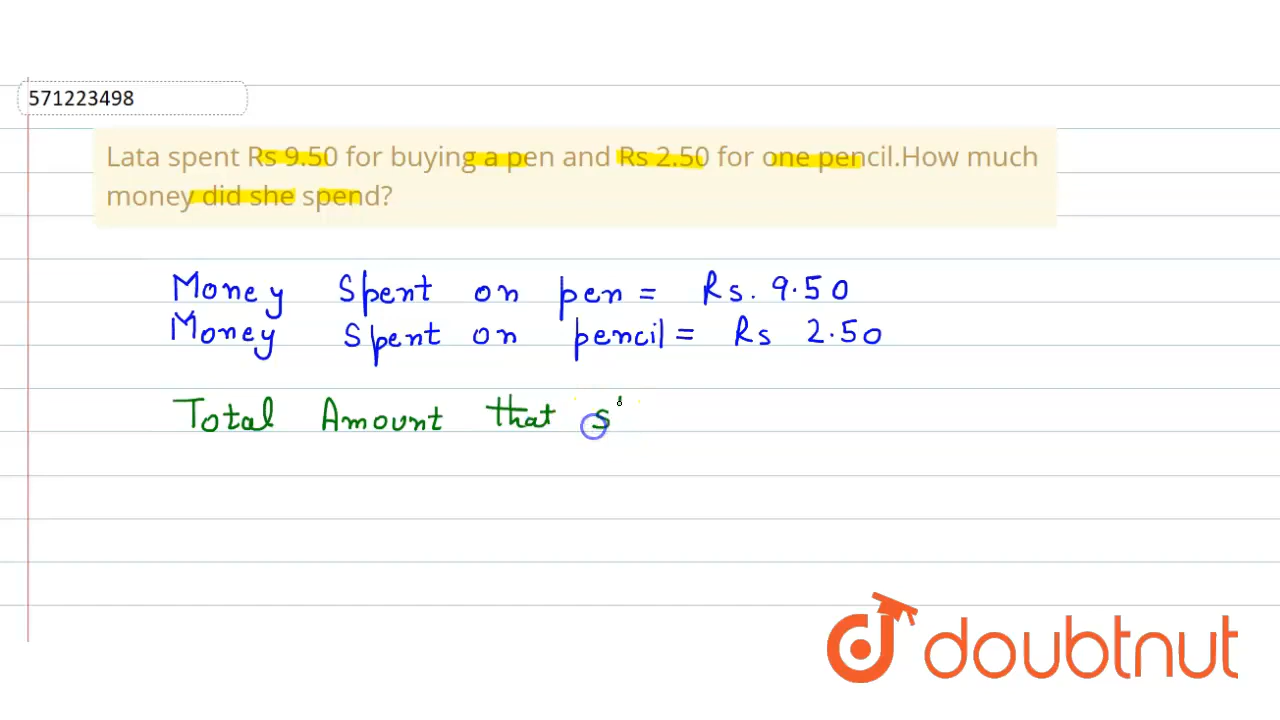 571223498
Lata spent Rs 9.50 for buying a pen and Rs 2.50 for one pencil.How much
money did she spend?
Money Spent on pen = Rs. 9.50
Money Spent on pencil = Rs 2.50
Total Amount that s
doubtnut